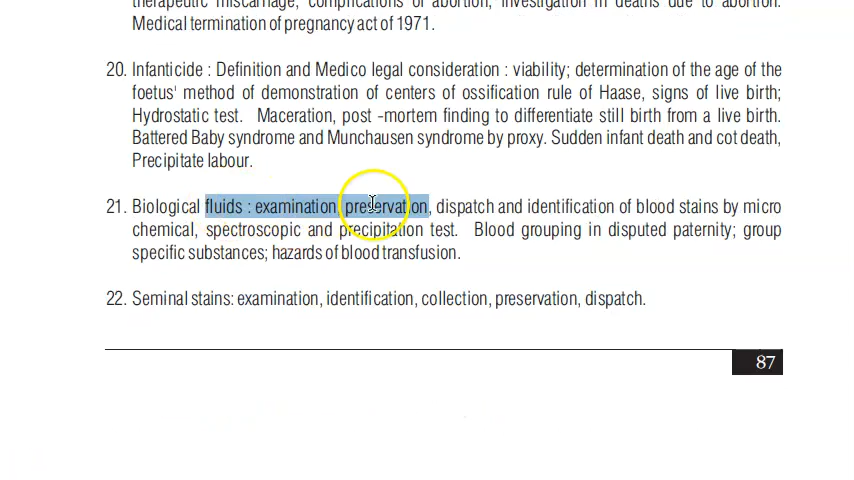 therapeutic miscarriage, complications of abortion, investigation in deaths due to abortion.
Medical termination of pregnancy act of 1971.
20. Infanticide : Definition and Medico legal consideration : viability; determination of the age of the
foetus' method of demonstration of centers of ossification rule of Haase, signs of live birth;
Hydrostatic test. Maceration, post -mortem finding to differentiate still birth from a live birth.
Battered Baby syndrome and Munchausen syndrome by proxy. Sudden infant death and cot death,
Precipitate labour.
21. Biological fluids : examination, preservation, dispatch and identification of blood stains by micro
chemical, spectroscopic and precipitation test. Blood grouping in disputed paternity; group
specific substances; hazards of blood transfusion.
22. Seminal stains: examination, identification, collection, preservation, dispatch.
87